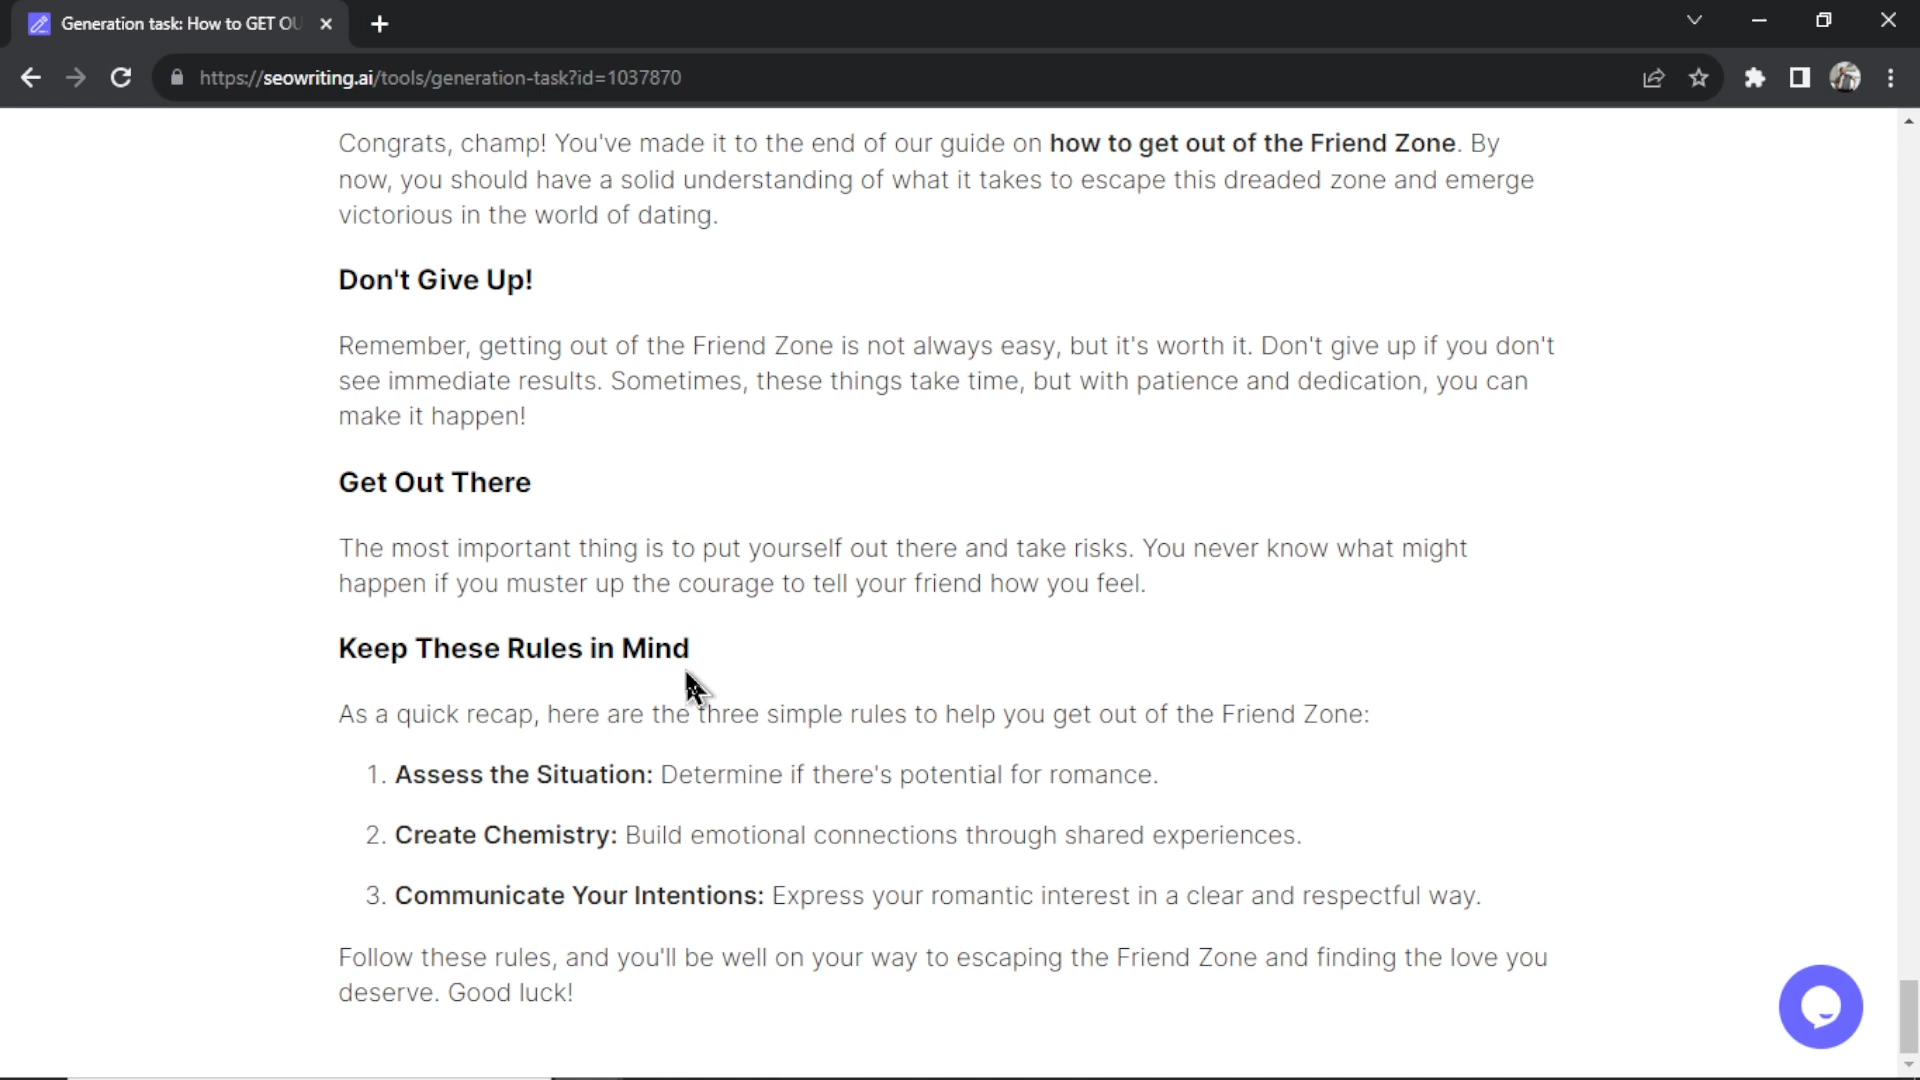 Generation task: How to GET OU
https://seowriting.ai/tools/generation-task?id=1037870
Congrats, champ! You've made it to the end of our guide on how to get out of the Friend Zone. By
now, you should have a solid understanding of what it takes to escape this dreaded zone and emerge
victorious in the world of dating.
Don't Give Up!
Remember, getting out of the Friend Zone is not always easy, but it's worth it. Don't give up if you don't
see immediate results. Sometimes, these things take time, but with patience and dedication, you can
make it happen!
Get Out There
The most important thing is to put yourself out there and take risks. You never know what might
happen if you muster up the courage to tell your friend how you feel.
Keep These Rules in Mind
As a quick recap, here are the three simple rules to help you get out of the Friend Zone:
1. Assess the Situation: Determine if there's potential for romance.
2. Create Chemistry: Build emotional connections through shared experiences.
3. Communicate Your Intentions: Express your romantic interest in a clear and respectful way.
Follow these rules, and you'll be well on your way to escaping the Friend Zone and finding the love you
deserve. Good luck!